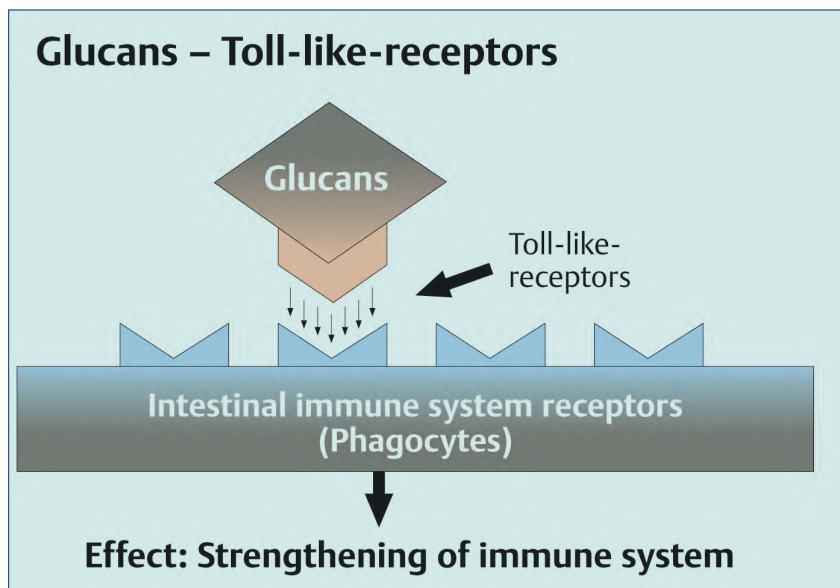 Glucans – Toll-like-receptors
Glucans
Toll-like-
receptors
Intestinal immune system receptors
(Phagocytes)
Effect: Strengthening of immune system